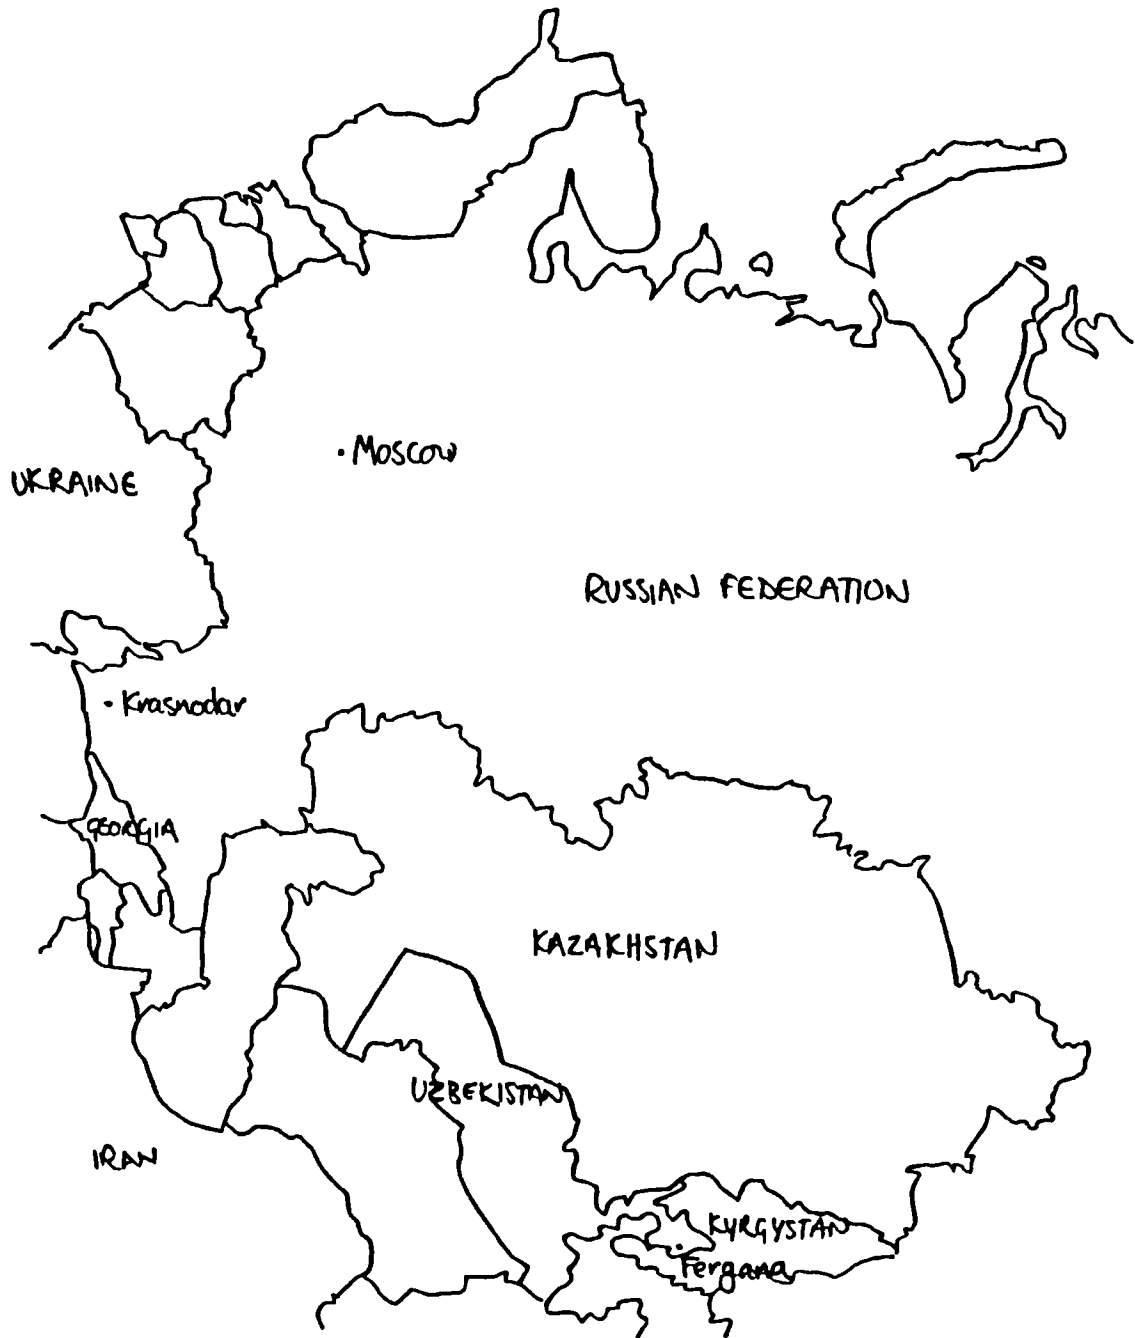 Moscow
UKRAINE
RUSSIAN FEDERATION
Krasnodar
GEORGIA
KAZAKHSTAN
UZBEKISTAN
IRAN
KYRGYSTAN
Fergana